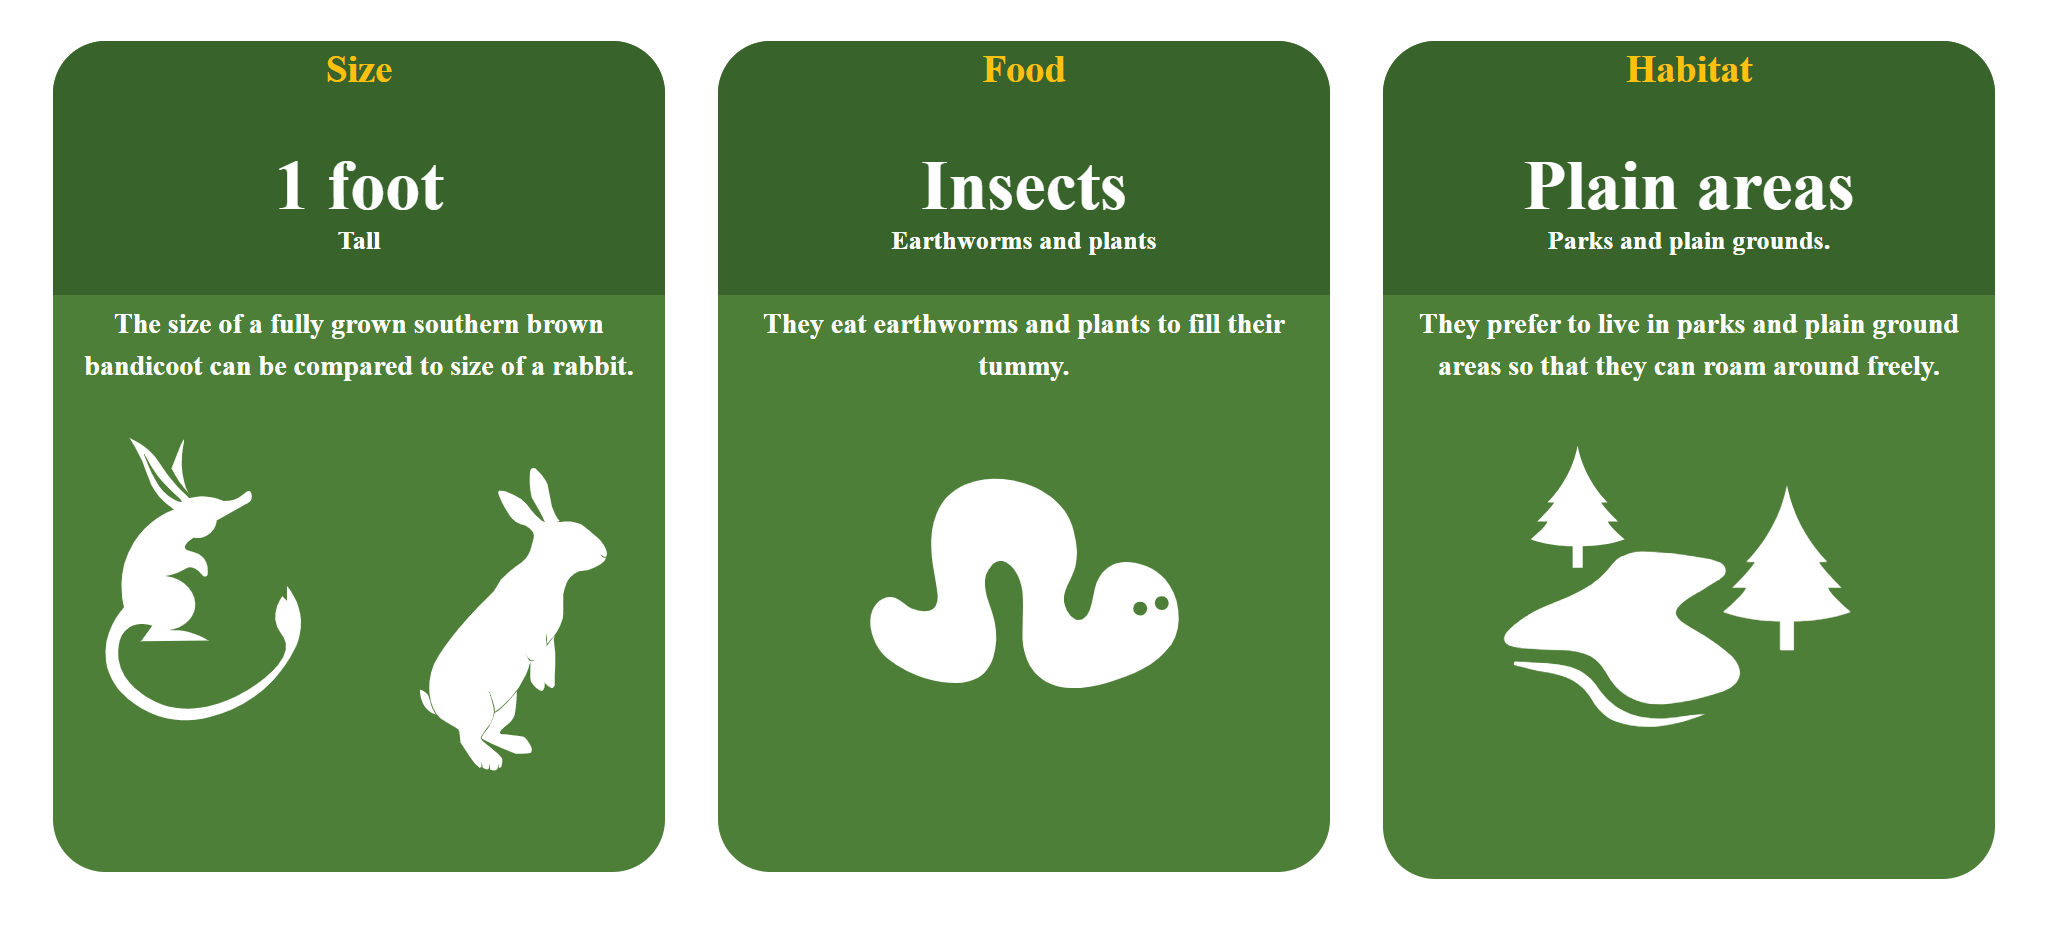 Size
1 foot
Tall
The size of a fully grown southern brown
bandicoot can be compared to size of a rabbit.
Food
Insects
Earthworms and plants
They eat earthworms and plants to fill their
tummy.
Habitat
Plain areas
Parks and plain grounds.
They prefer to live in parks and plain ground
areas so that they can roam around freely.